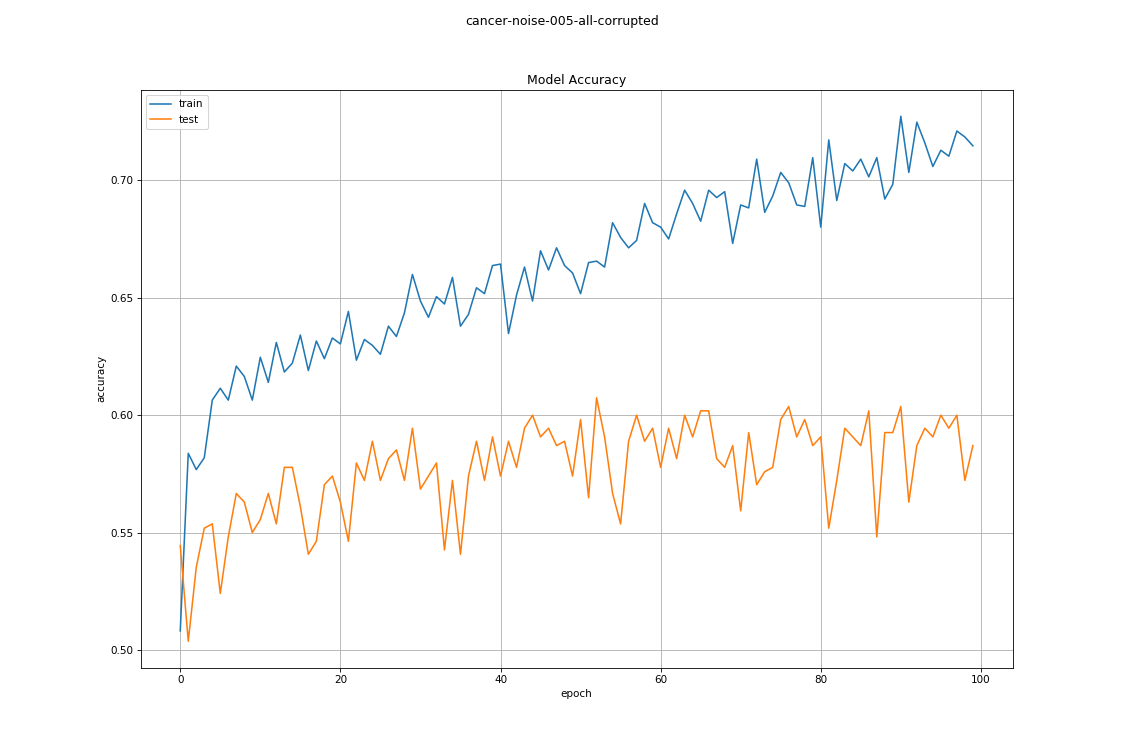 cancer-noise-005-all-corrupted
Model Accuracy
train
test
0.70
0.65
0.60
0.55
0.50
accuracy
0 20 40 60 80 100
epoch